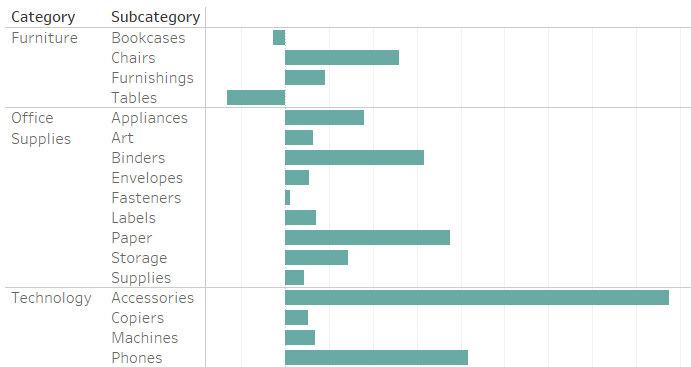 Category Subcategory
Furniture Bookcases
Chairs
Furnishings
Tables
Office Appliances
Supplies Art
Binders
Envelopes
Fasteners
Labels
Paper
Storage
Supplies
Technology Accessories
Copiers
Machines
Phones